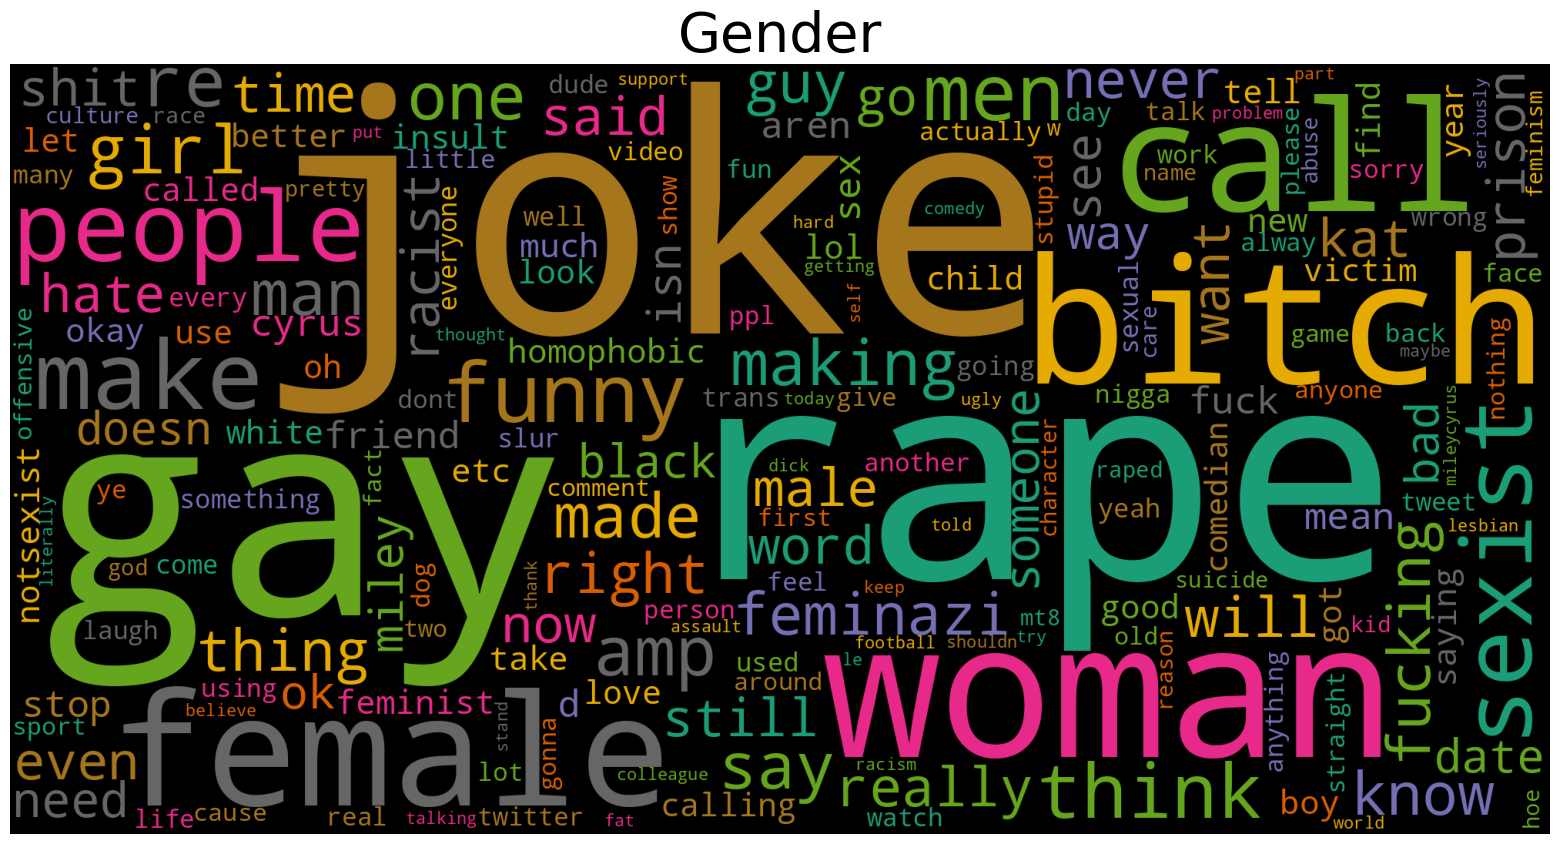 Gender
shit
re
time
one
dude
support
said
guy
go
men
never
tell
part
culture
race
let
better
put
insult
aren
actually
w
day
talk
problem
find
year
prison
seriously
girl
little
video
fun
sex
stupid
see
work
name
please
abuse
sorry
feminism
many
called
pretty
racist
everyone
joke
well
show
hard
comedy
call
people
much
look
isn
lol
getting
child
way
new
alway
kat
wrong
hate
every
man
cyrus
ppl
self
sexual
care
want
victim
face
okay
use
oh
thought
homophobic
making
going
bitch
game
back
maybe
offensive
make
funny
dont
trans
today
give
ugly
nigga
fuck
anyone
nothing
doesn
white
friend
slur
black
rape
someone
character
comedian
bad
mileycyrus
sexist
notsexist
literally
ye
something
gay
fact
etc
comment
made
dick
male
another
first
told
word
raped
yeah
mean
tweet
lesbian
god
come
miley
dog
right
thank
feel
keep
suicide
fucking
saying
laugh
thing
two
now
take
person
assault
feminazi
football
shouldn
mt8
try
good
old
will
got
kid
amp
used
around
le
woman
reason
stop
using
believe
ok
feminist
d
love
still
sport
female
stand
gonna
lot
colleague
say
racism
really
think
anything
straight
date
even
need
life
cause
real
talking
twitter
fat
calling
watch
boy
world
know
hoe